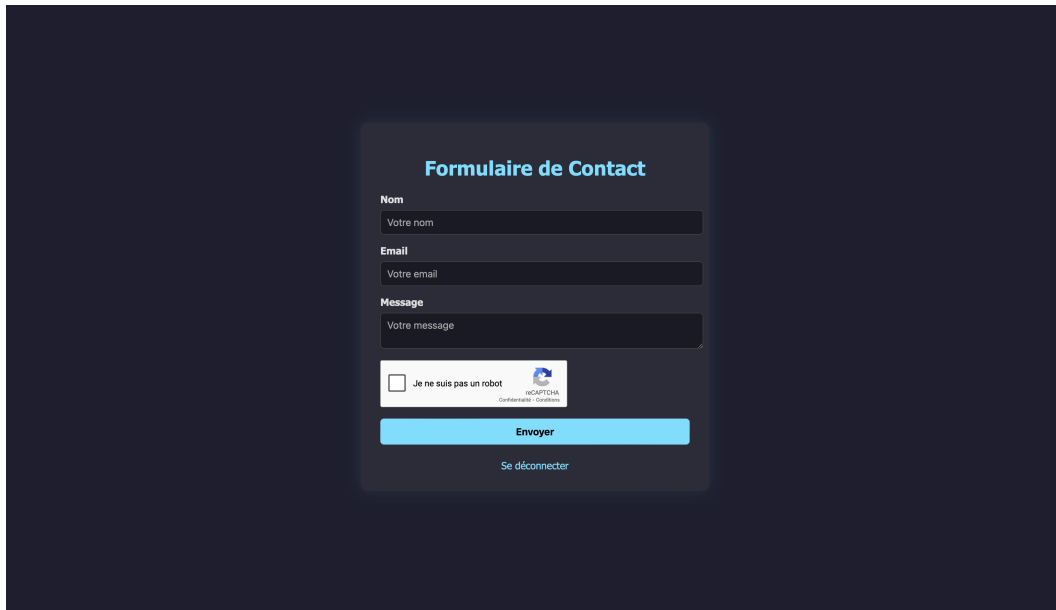 Formulaire de Contact
Nom
Votre nom
Email
Votre email
Message
Votre message
Je ne suis pas un robot
reCAPTCHA
Confidentialité - Conditions
Envoyer
Se déconnecter